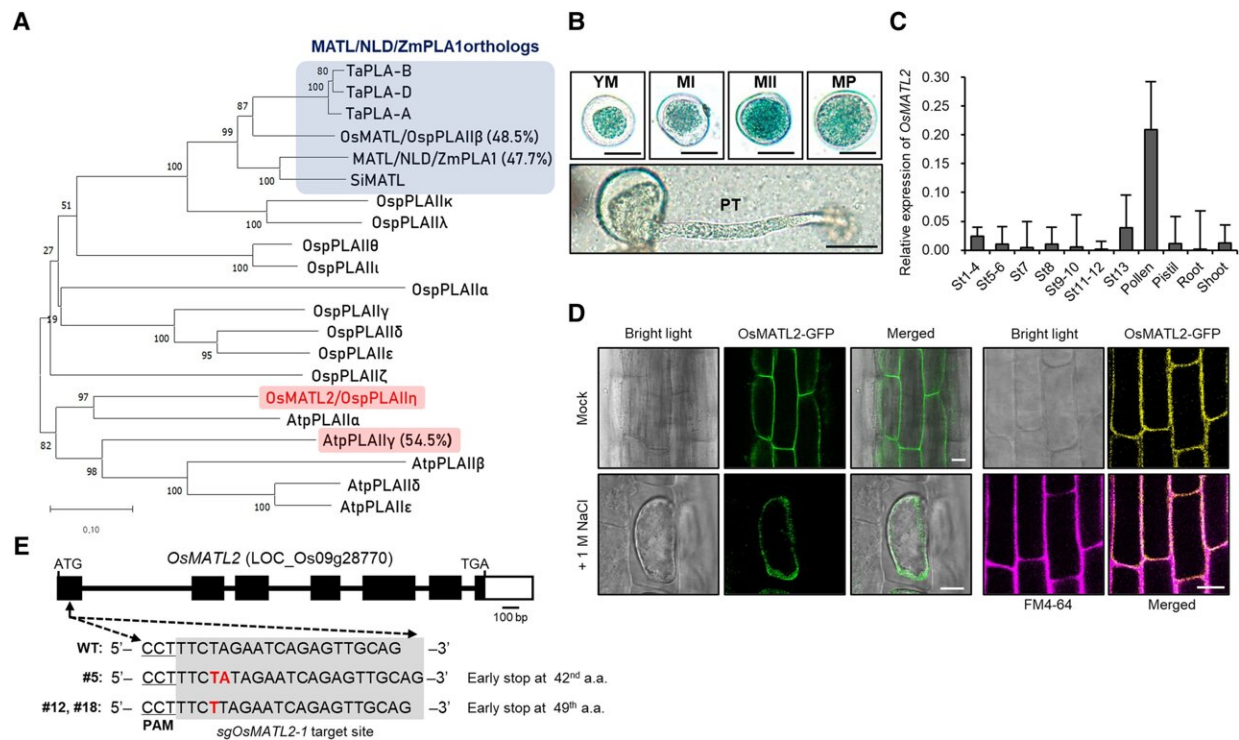 A
MATL/NLD/ZmPLA1orthologs
80
TaPLA-B
100
TaPLA-D
87
TaPLA-A
99
OsMATL/OspPLAIIβ (48.5%)
MATL/NLD/ZmPLA1 (47.7%)
100
100
SiMATL
OspPLAIIκ
51
100
OspPLAIIλ
OspPLAIIθ
27
100
OspPLAIIι
OspPLAIIα
19
OspPLAIIγ
100
OspPLAIIδ
95
OspPLAIIε
OspPLAIIζ
97
OsMATL2/OspPLAIIη
AtpPLAIIα
82
AtpPLAIIγ (54.5%)
98
AtpPLAIIβ
100
AtpPLAIIδ
100
AtpPLAIIε
0.10
B
YM MI MII MP
PT
C
Relative expression of OsMATL2
0.30
0.25
0.20
0.15
0.10
0.05
0.00
St1-4 St5-6 St7 St8 St9-10 St11-12 St13 Pollen Pistil Root Shoot
D
Bright light OsMATL2-GFP Merged Bright light OsMATL2-GFP
Mock
+ 1 M NaCl
FM4-64 Merged
E
OsMATL2 (LOC_Os09g28770)
ATG TGA
100 bp
WT: 5’– CCTTTCTAGAATCAGAGTTGCAG –3’
#5: 5’– CCTTTCTATAGAATCAGAGTTGCAG –3’ Early stop at 42nd a.a.
#12, #18: 5’– CCTTTCTTAGAATCAGAGTTGCAG –3’ Early stop at 49th a.a.
PAM
sgOsMATL2-1 target site